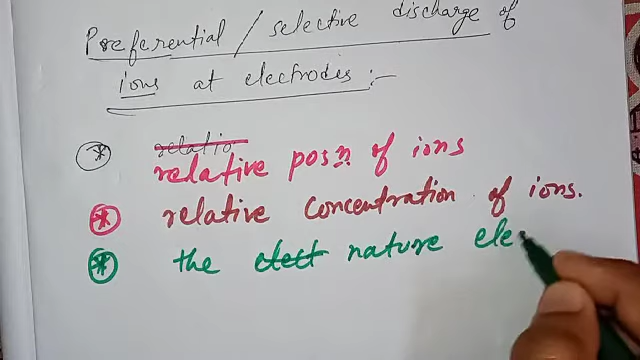 Preferential / selective discharge of
ions at electrodes :-
* relatio
relative posn of ions
* relative concentration of ions.
* the elect nature ele